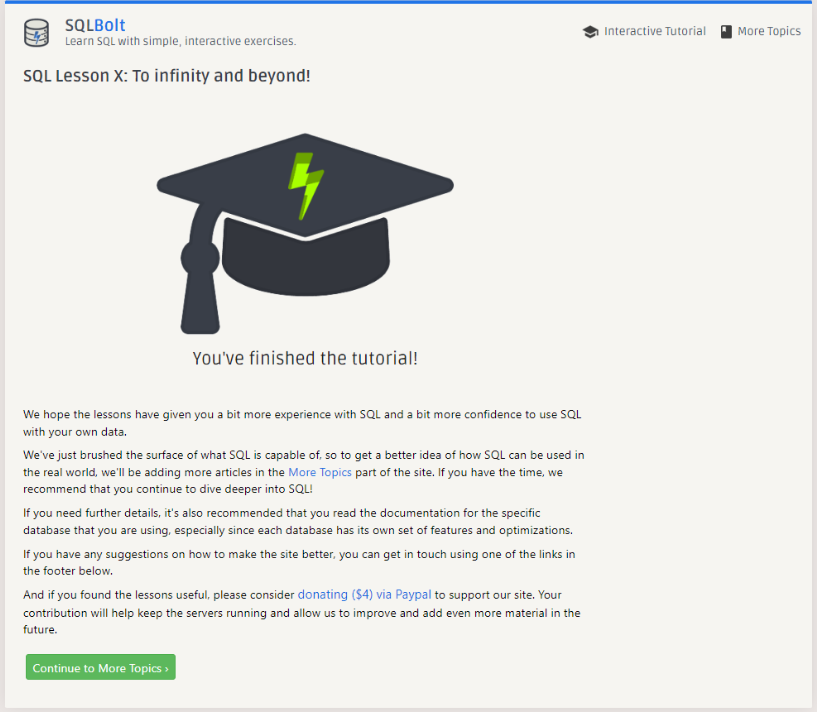 SQLBolt
Learn SQL with simple, interactive exercises.
Interactive Tutorial
More Topics
SQL Lesson X: To infinity and beyond!
You've finished the tutorial!
We hope the lessons have given you a bit more experience with SQL and a bit more confidence to use SQL
with your own data.
We've just brushed the surface of what SQL is capable of, so to get a better idea of how SQL can be used in
the real world, we'll be adding more articles in the More Topics part of the site. If you have the time, we
recommend that you continue to dive deeper into SQL!
If you need further details, it's also recommended that you read the documentation for the specific
database that you are using, especially since each database has its own set of features and optimizations.
If you have any suggestions on how to make the site better, you can get in touch using one of the links in
the footer below.
And if you found the lessons useful, please consider donating ($4) via Paypal to support our site. Your
contribution will help keep the servers running and allow us to improve and add even more material in the
future.
Continue to More Topics ›